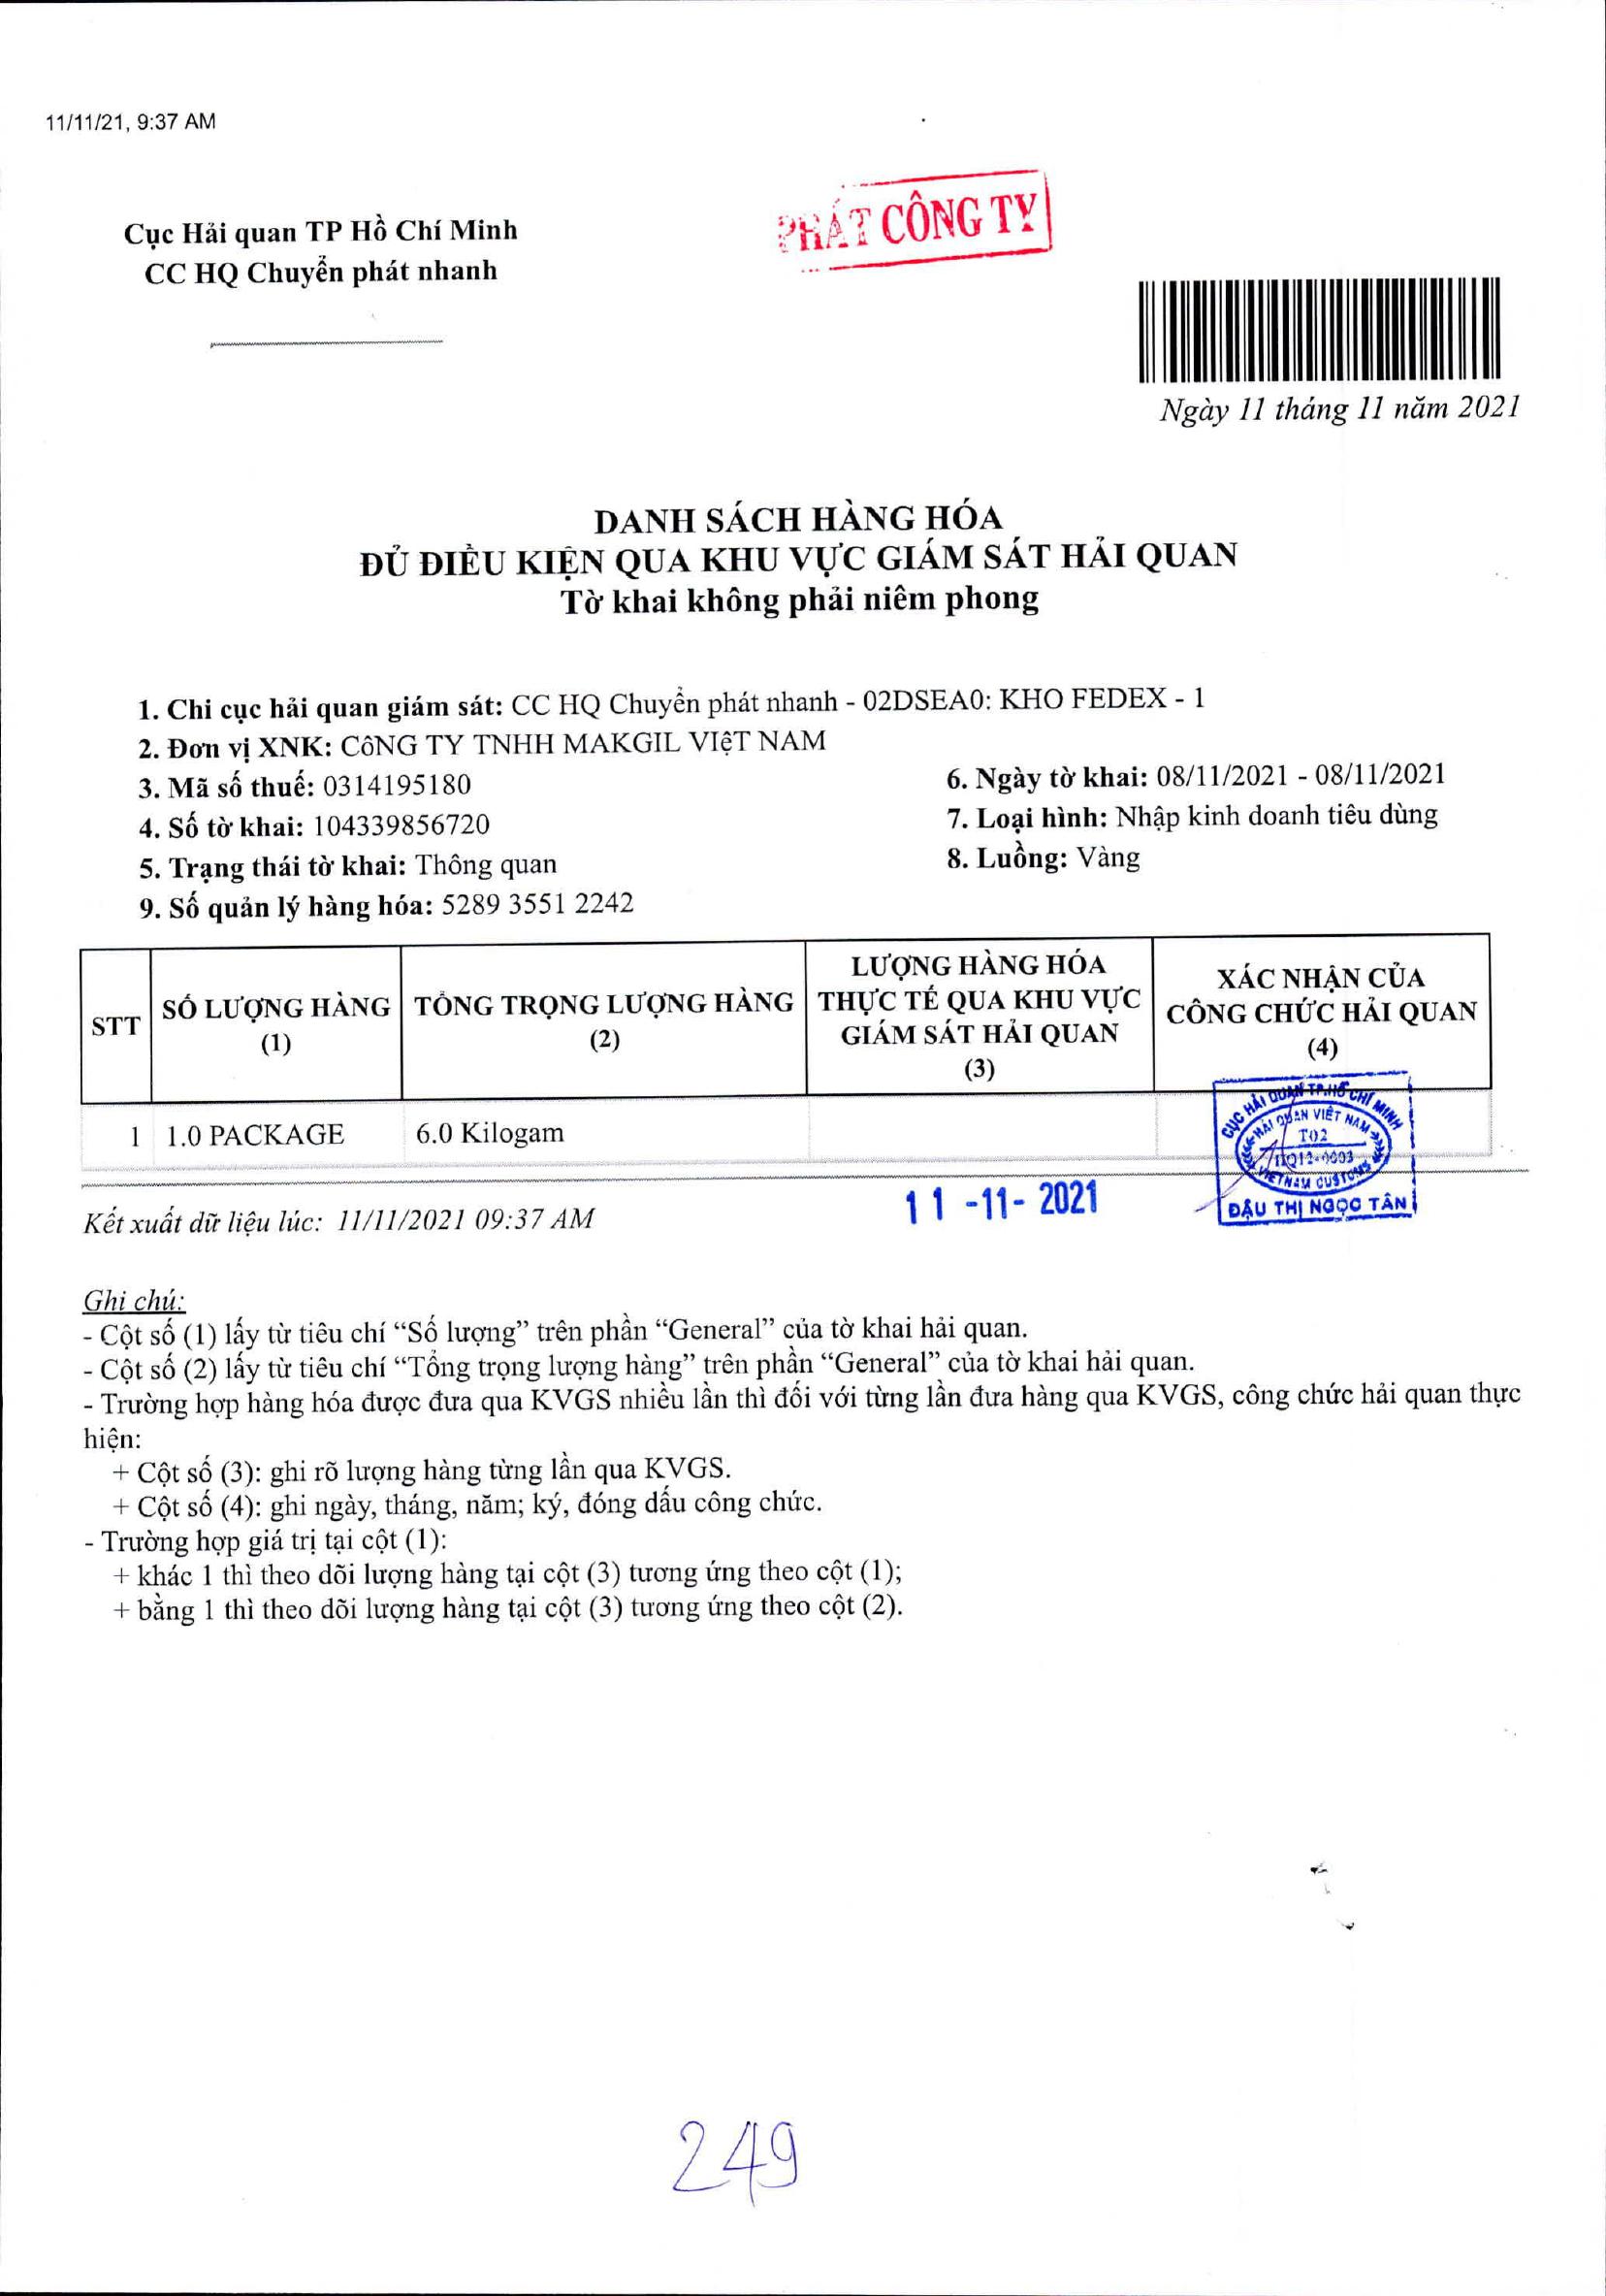 11/11/21, 9:37 AM
PHÁT CÔNG TY
Cục Hải quan TP Hồ Chí Minh
CC HQ Chuyển phát nhanh
Ngày 11 tháng 11 năm 2021
DANH SÁCH HÀNG HÓA
ĐỦ ĐIỀU KIỆN QUA KHU VỰC GIÁM SÁT HẢI QUAN
Tờ khai không phải niêm phong
1. Chi cục hải quan giám sát: CC HQ Chuyển phát nhanh - 02DSEA0: KHO FEDEX - 1
2. Đơn vị XNK: CôNG TY TNHH MAKGIL VIệT NAM
3. Mã số thuế: 0314195180
6. Ngày tờ khai: 08/11/2021 - 08/11/2021
4. Số tờ khai: 104339856720
7. Loại hình: Nhập kinh doanh tiêu dùng
5. Trạng thái tờ khai: Thông quan
8. Luồng: Vàng
9. Số quản lý hàng hóa: 5289 3551 2242
STT
SỐ LƯỢNG HÀNG
(1)
TỔNG TRỌNG LƯỢNG HÀNG
(2)
LƯỢNG HÀNG HÓA
THỰC TẾ QUA KHU VỰC
GIÁM SÁT HẢI QUAN
(3)
XÁC NHẬN CỦA
CÔNG CHỨC HẢI QUAN
(4)
1 1.0 PACKAGE 6.0 Kilogam
CỤC HẢI QUAN TP.HỒ CHÍ MINH
HẢI QUAN VIỆT NAM
T02
HQ12-0003
VIETNAM CUSTOMS
ĐẬU THỊ NGỌC TÂN
11 -11- 2021
Kết xuất dữ liệu lúc: 11/11/2021 09:37 AM
Ghi chú:
- Cột số (1) lấy từ tiêu chí “Số lượng” trên phần “General” của tờ khai hải quan.
- Cột số (2) lấy từ tiêu chí “Tổng trọng lượng hàng” trên phần “General” của tờ khai hải quan.
- Trường hợp hàng hóa được đưa qua KVGS nhiều lần thì đối với từng lần đưa hàng qua KVGS, công chức hải quan thực
hiện:
+ Cột số (3): ghi rõ lượng hàng từng lần qua KVGS.
+ Cột số (4): ghi ngày, tháng, năm; ký, đóng dấu công chức.
- Trường hợp giá trị tại cột (1):
+ khác 1 thì theo dõi lượng hàng tại cột (3) tương ứng theo cột (1);
+ bằng 1 thì theo dõi lượng hàng tại cột (3) tương ứng theo cột (2).
249